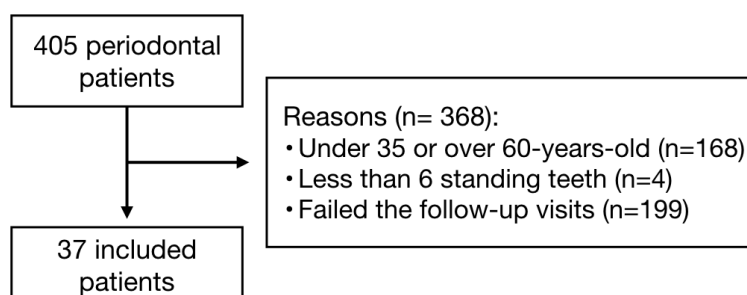 405 periodontal
patients
Reasons (n= 368):
• Under 35 or over 60-years-old (n=168)
• Less than 6 standing teeth (n=4)
• Failed the follow-up visits (n=199)
37 included
patients